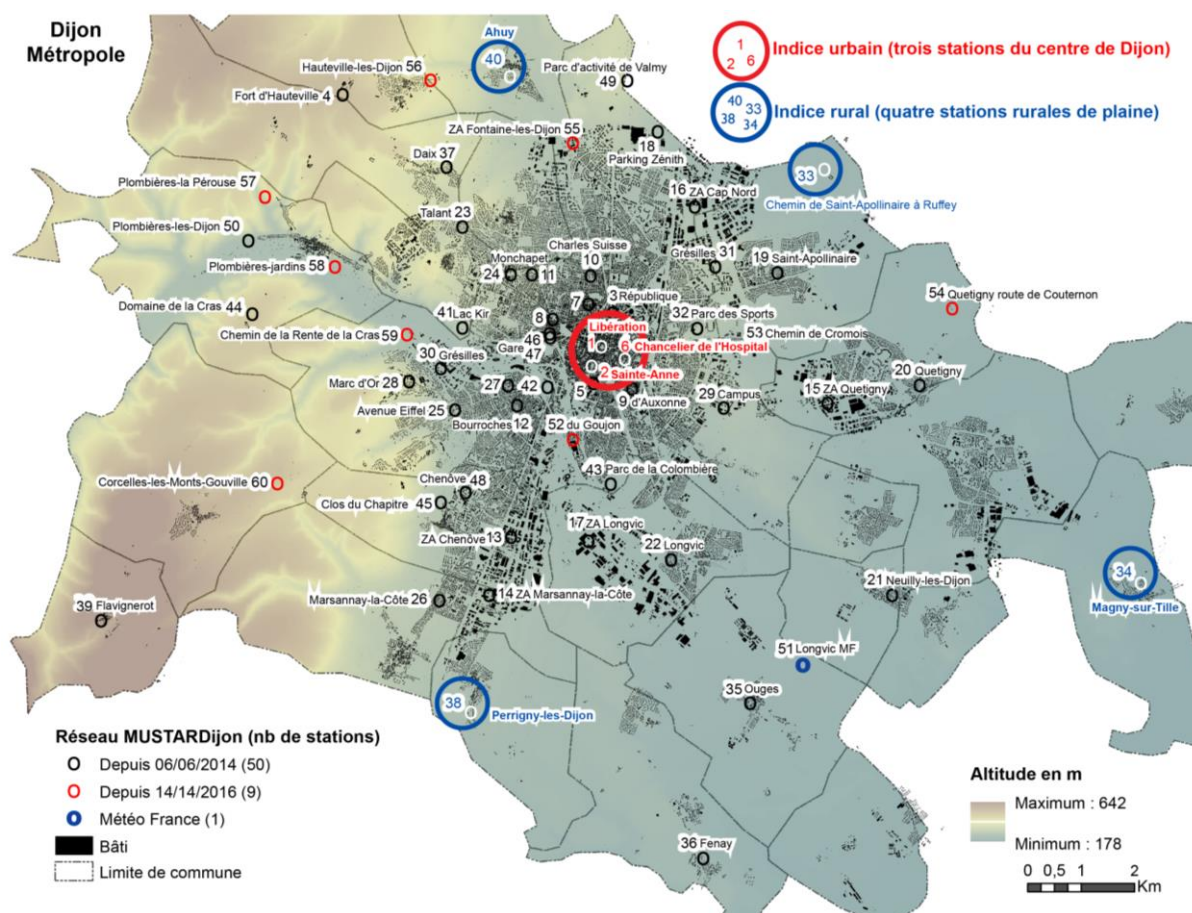 Dijon
Métropole
Ahuy
40
Hauteville-les-Dijon 56
Fort d'Hauteville 4
Parc d'activité de Valmy
49
1
2 6
Indice urbain (trois stations du centre de Dijon)
40 33
38 34
Indice rural (quatre stations rurales de plaine)
ZA Fontaine-les-Dijon 55
18
Parking Zénith
Daix 37
33
Chemin de Saint-Apollinaire à Ruffey
Plombières-la Pérouse 57
16 ZA Cap Nord
Plombières-les-Dijon 50
Talant 23
Plombières-jardins 58
Monchapet
24 11
Charles Suisse
10
Grésilles 31
19 Saint-Apollinaire
54 Quetigny route de Couternon
Domaine de la Cras 44
7
3 République
41 Lac Kir
8
32 Parc des Sports
53 Chemin de Cromois
Chemin de la Rente de la Cras 59
Libération
1
6 Chancelier de l'Hospital
2 Sainte-Anne
Gare 46
47
30 Grésilles
Marc d'Or 28
27
42
5
9 d'Auxonne
29 Campus
15 ZA Quetigny
20 Quetigny
Avenue Eiffel 25
Bourroches 12
52 du Goujon
43 Parc de la Colombière
Corcelles-les-Monts-Gouville 60
Chenôve 48
Clos du Chapitre 45
ZA Chenôve 13
17 ZA Longvic
22 Longvic
34
Magny-sur-Tille
21 Neuilly-les-Dijon
39 Flavignerot
Marsannay-la-Côte 26
14 ZA Marsannay-la-Côte
51 Longvic MF
38
Perrigny-les-Dijon
35 Ouges
36 Fenay
Réseau MUSTARDijon (nb de stations)
Depuis 06/06/2014 (50)
Depuis 14/14/2016 (9)
Météo France (1)
Bâti
Limite de commune
Altitude en m
Maximum : 642
Minimum : 178
0 0,5 1 2
Km